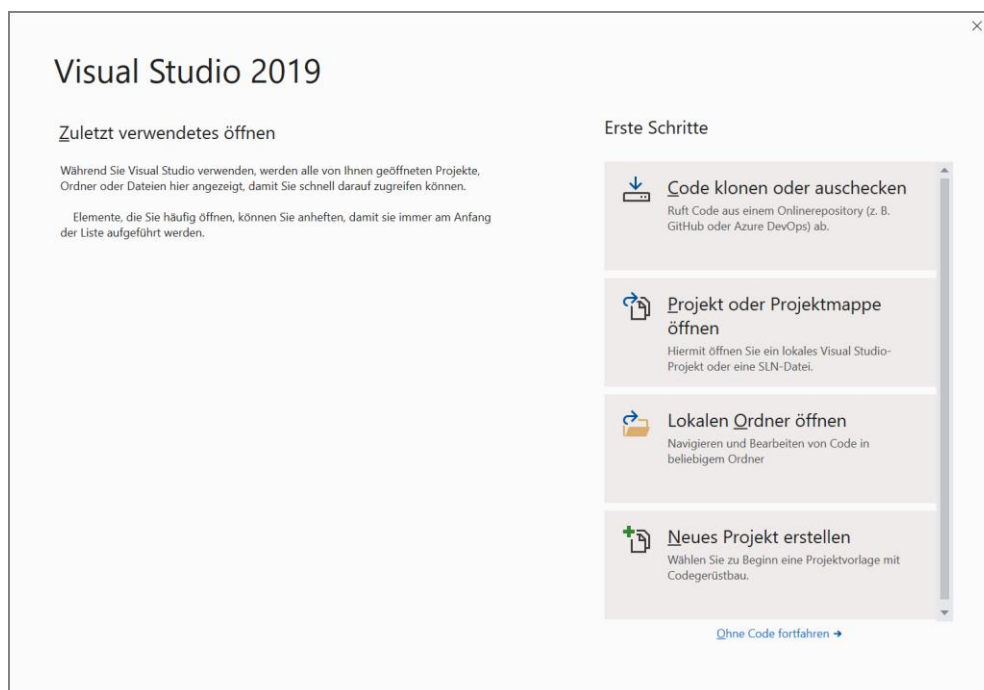 Visual Studio 2019
Zuletzt verwendetes öffnen
Während Sie Visual Studio verwenden, werden alle von Ihnen geöffneten Projekte,
Ordner oder Dateien hier angezeigt, damit Sie schnell darauf zugreifen können.
Elemente, die Sie häufig öffnen, können Sie anheften, damit sie immer am Anfang
der Liste aufgeführt werden.
Erste Schritte
Code klonen oder auschecken
Ruft Code aus einem Onlinerepository (z. B.
GitHub oder Azure DevOps) ab.
Projekt oder Projektmappe
öffnen
Hiermit öffnen Sie ein lokales Visual Studio-
Projekt oder eine SLN-Datei.
Lokalen Ordner öffnen
Navigieren und Bearbeiten von Code in
beliebigem Ordner
Neues Projekt erstellen
Wählen Sie zu Beginn eine Projektvorlage mit
Codegerüstbau.
Ohne Code fortfahren →